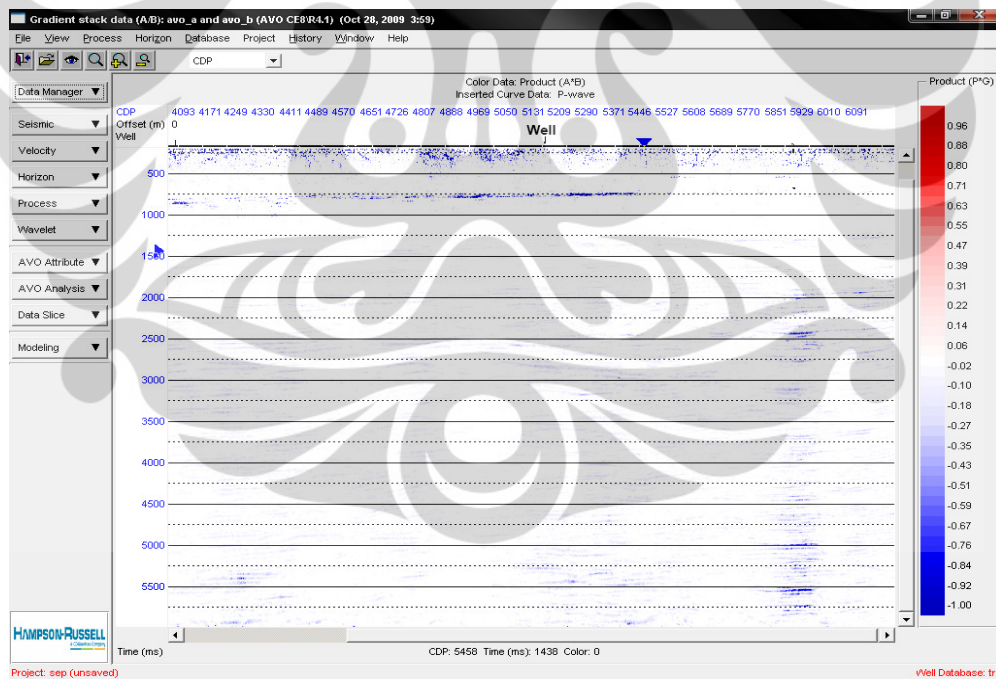 Gradient stack data (A/B): avo_a and avo_b (AVO CE8\R4.1) (Oct 28, 2009 3:59)
File View Process Horizon Database Project History Window Help
CDP
Data Manager
Seismic
Velocity
Horizon
Process
Wavelet
AVO Attribute
AVO Analysis
Data Slice
Modeling
Color Data: Product (A*B)
Inserted Curve Data: P-wave
CDP 4093 4171 4249 4330 4411 4489 4570 4651 4726 4807 4888 4969 5050 5131 5209 5290 5371 5446 5527 5608 5689 5770 5851 5929 6010 6091
Offset (m) 0
Well
Well
500
1000
1500
2000
2500
3000
3500
4000
4500
5000
5500
Product (P*G)
0.96
0.88
0.80
0.71
0.63
0.55
0.47
0.39
0.31
0.22
0.14
0.06
-0.02
-0.10
-0.18
-0.27
-0.35
-0.43
-0.51
-0.59
-0.67
-0.76
-0.84
-0.92
-1.00
HAMPSON-RUSSELL
Time (ms)
CDP: 5458 Time (ms): 1438 Color: 0
Project: sep (unsaved)
Well Database: tr